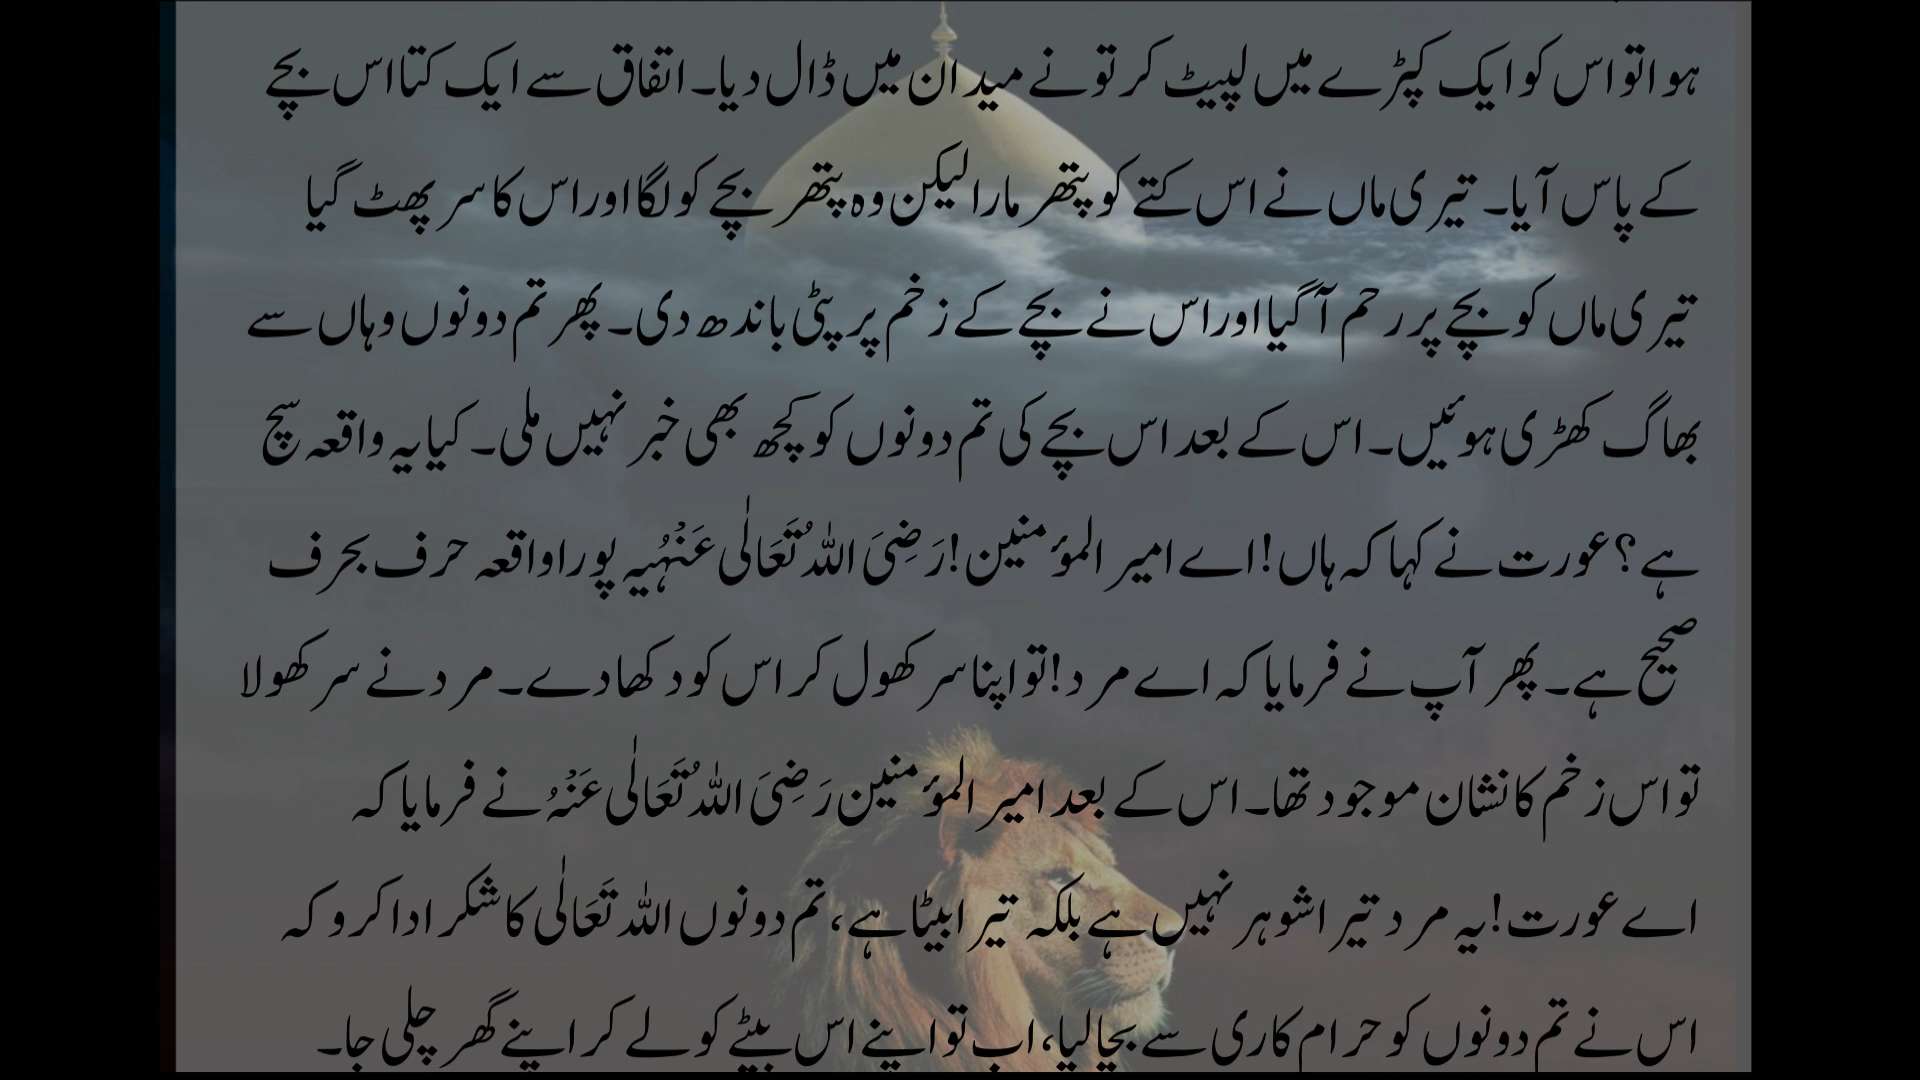 ہوا تو اس کو ایک کپڑے میں لپیٹ کر تو نے میدان میں ڈال دیا۔ اتفاق سے ایک کتا اس بچے
کے پاس آیا۔ تیری ماں نے اس کتے کو پتھر مارا لیکن وہ پتھر بچے کو لگا اور اس کا سر پھٹ گیا
تیری ماں کو بچے پر رحم آگیا اور اس نے بچے کے زخم پر پٹی باندھ دی۔ پھر تم دونوں وہاں سے
بھاگ کھڑی ہوئیں۔ اس کے بعد اس بچے کی تم دونوں کو کچھ بھی خبر نہیں ملی۔ کیا یہ واقعہ سچ
ہے؟ عورت نے کہا کہ ہاں! اے امیر المؤمنین! رَضِیَ اللہُ تَعَالٰی عَنْہُ یہ پورا واقعہ حرف بحرف
صحیح ہے۔ پھر آپ نے فرمایا کہ اے مرد! تو اپنا سر کھول کر اس کو دکھا دے۔ مرد نے سر کھولا
تو اس زخم کا نشان موجود تھا۔ اس کے بعد امیر المؤمنین رَضِیَ اللہُ تَعَالٰی عَنْہُ نے فرمایا کہ
اے عورت! یہ مرد تیرا شوہر نہیں ہے بلکہ تیرا بیٹا ہے، تم دونوں اللہ تَعَالٰی کا شکر ادا کرو کہ
اس نے تم دونوں کو حرام کاری سے بچا لیا، اب تو اپنے اس بیٹے کو لے کر اپنے گھر چلی جا۔